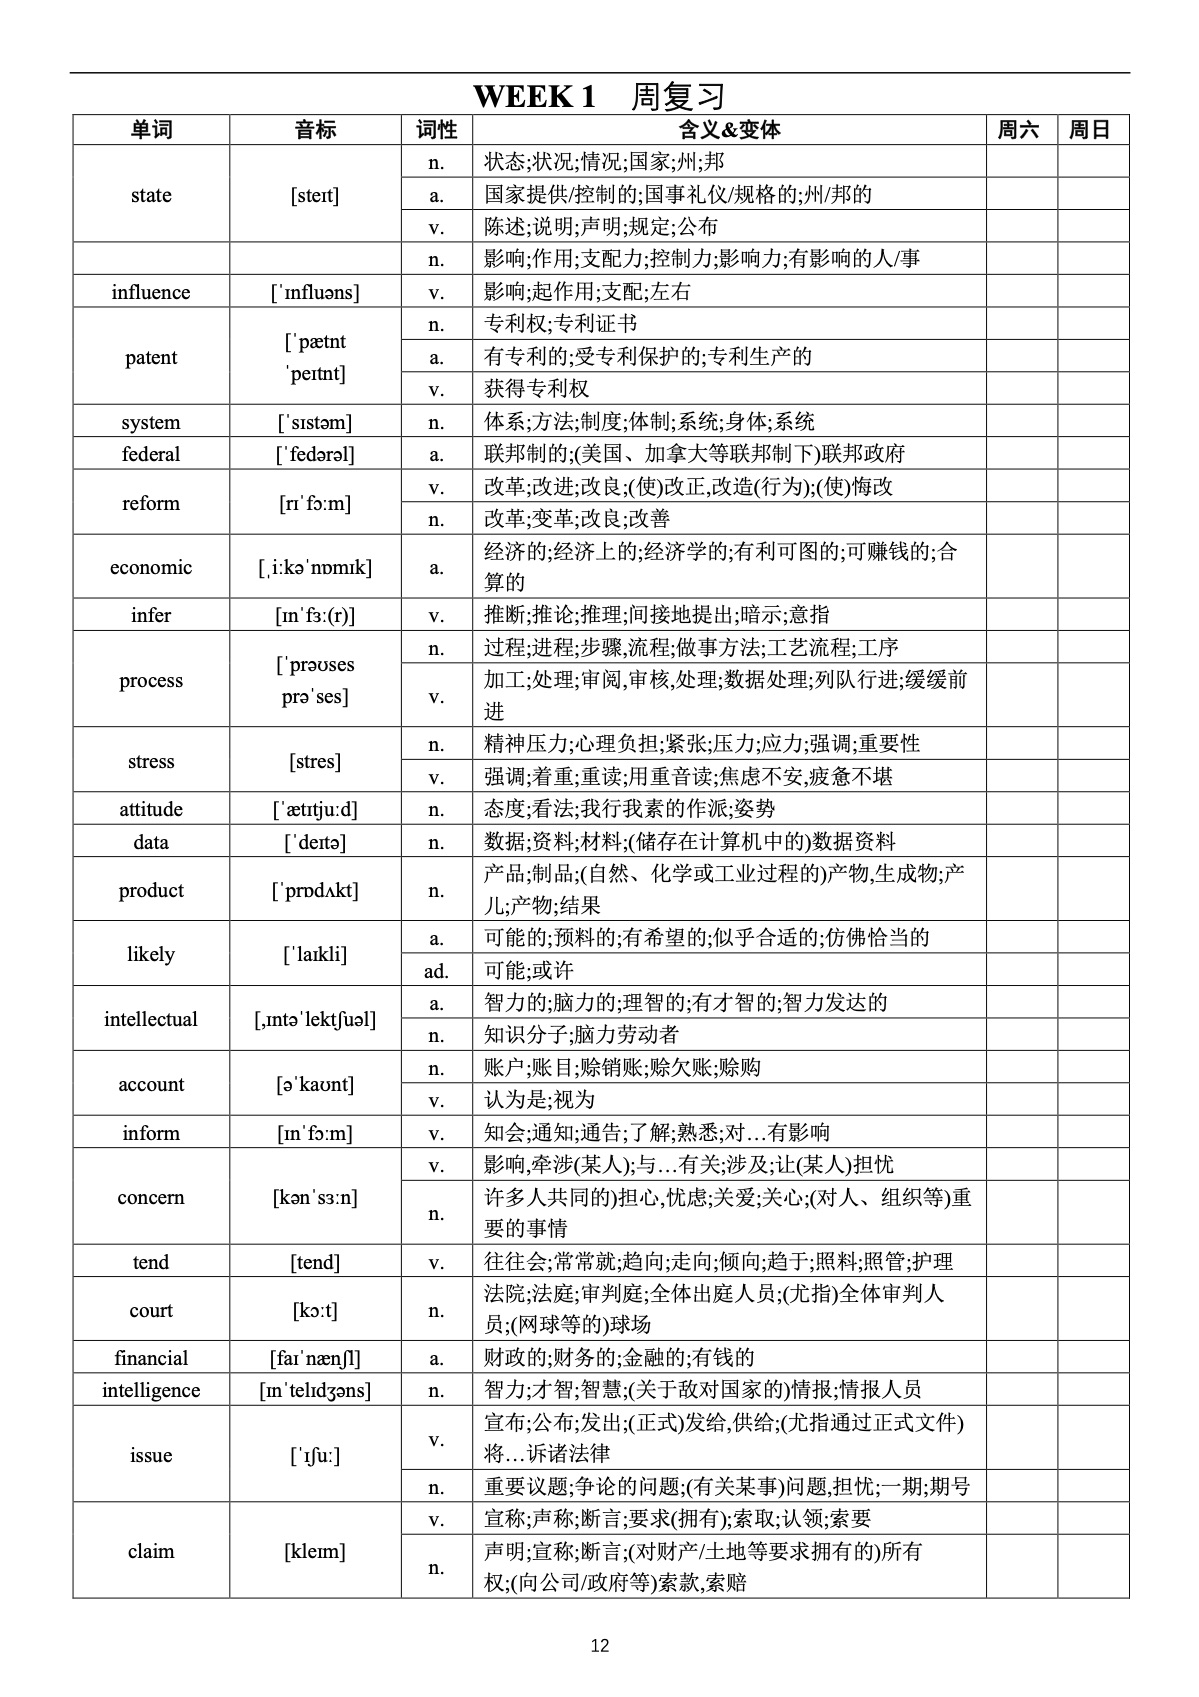 WEEK 1 周复习
单词 音标 词性 含义&变体 周六 周日
state [steɪt] n. 状态;状况;情况;国家;州;邦
a. 国家提供/控制的;国事礼仪/规格的;州/邦的
v. 陈述;说明;声明;规定;公布
n. 影响;作用;支配力;控制力;影响力;有影响的人/事
influence [ˈɪnfluəns] v. 影响;起作用;支配;左右
patent [ˈpætnt
ˈpeɪtnt] n. 专利权;专利证书
a. 有专利的;受专利保护的;专利生产的
v. 获得专利权
system [ˈsɪstəm] n. 体系;方法;制度;体制;系统;身体;系统
federal [ˈfedərəl] a. 联邦制的;(美国、加拿大等联邦制下)联邦政府
reform [rɪˈfɔːm] v. 改革;改进;改良;(使)改正,改造(行为);(使)悔改
n. 改革;变革;改良;改善
economic [ˌiːkəˈnɒmɪk] a. 经济的;经济上的;经济学的;有利可图的;可赚钱的;合
算的
infer [ɪnˈfɜː(r)] v. 推断;推论;推理;间接地提出;暗示;意指
process [ˈprəʊses
prəˈses] n. 过程;进程;步骤,流程;做事方法;工艺流程;工序
v. 加工;处理;审阅,审核,处理;数据处理;列队行进;缓缓前
进
stress [stres] n. 精神压力;心理负担;紧张;压力;应力;强调;重要性
v. 强调;着重;重读;用重音读;焦虑不安,疲惫不堪
attitude [ˈætɪtjuːd] n. 态度;看法;我行我素的作派;姿势
data [ˈdeɪtə] n. 数据;资料;材料;(储存在计算机中的)数据资料
product [ˈprɒdʌkt] n. 产品;制品;(自然、化学或工业过程的)产物,生成物;产
儿;产物;结果
likely [ˈlaɪkli] a. 可能的;预料的;有希望的;似乎合适的;仿佛恰当的
ad. 可能;或许
intellectual [,ɪntəˈlektʃuəl] a. 智力的;脑力的;理智的;有才智的;智力发达的
n. 知识分子;脑力劳动者
account [əˈkaʊnt] n. 账户;账目;赊销账;赊欠账;赊购
v. 认为是;视为
inform [ɪnˈfɔːm] v. 知会;通知;通告;了解;熟悉;对…有影响
concern [kənˈsɜːn] v. 影响,牵涉(某人);与…有关;涉及;让(某人)担忧
n. 许多人共同的)担心,忧虑;关爱;关心;(对人、组织等)重
要的事情
tend [tend] v. 往往会;常常就;趋向;走向;倾向;趋于;照料;照管;护理
court [kɔːt] n. 法院;法庭;审判庭;全体出庭人员;(尤指)全体审判人
员;(网球等的)球场
financial [faɪˈnænʃl] a. 财政的;财务的;金融的;有钱的
intelligence [ɪnˈtelɪdʒəns] n. 智力;才智;智慧;(关于敌对国家的)情报;情报人员
issue [ˈɪʃuː] v. 宣布;公布;发出;(正式)发给,供给;(尤指通过正式文件)
将…诉诸法律
n. 重要议题;争论的问题;(有关某事)问题,担忧;一期;期号
claim [kleɪm] v. 宣称;声称;断言;要求(拥有);索取;认领;索要
n. 声明;宣称;断言;(对财产/土地等要求拥有的)所有
权;(向公司/政府等)索款,索赔
12